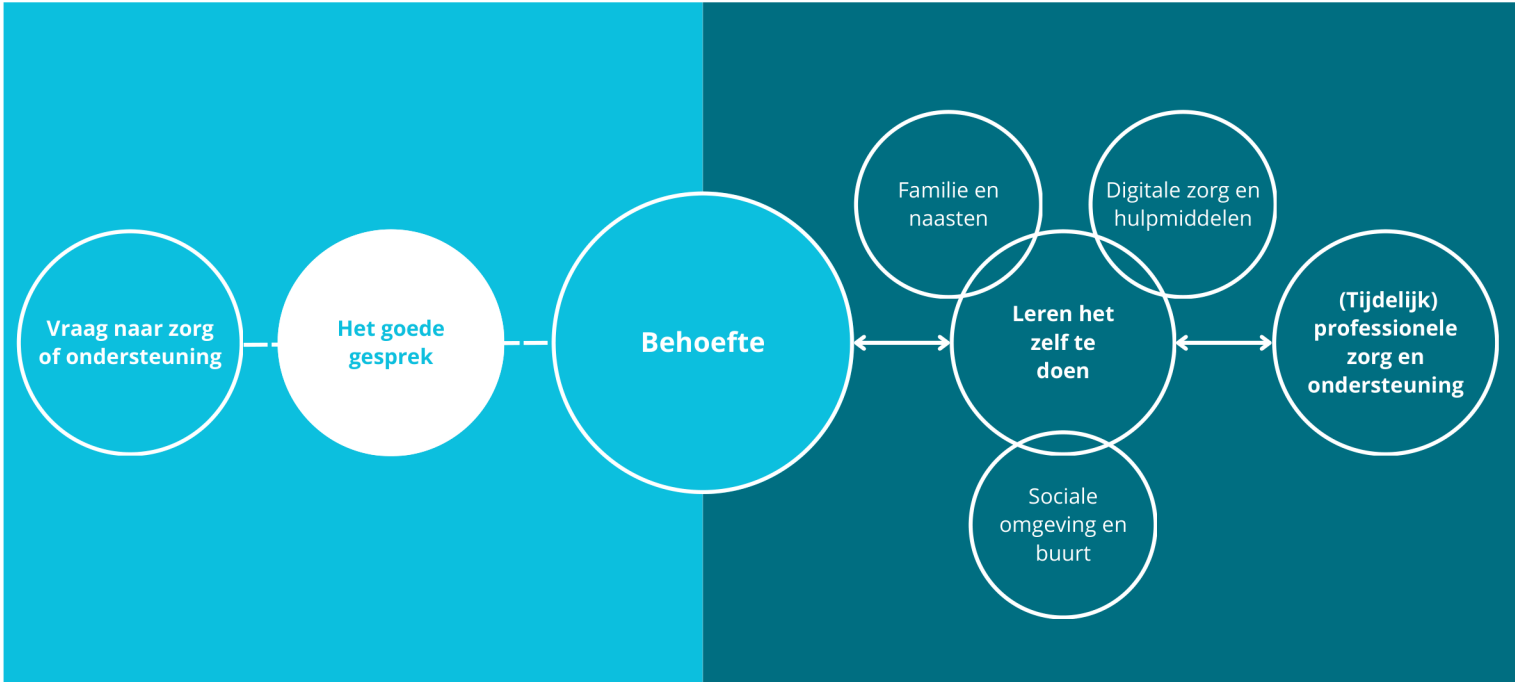 Vraag naar zorg
of ondersteuning
Het goede
gesprek
Behoefte
Familie en
naasten
Digitale zorg en
hulpmiddelen
Leren het
zelf te
doen
Sociale
omgeving en
buurt
(Tijdelijk)
professionele
zorg en
ondersteuning